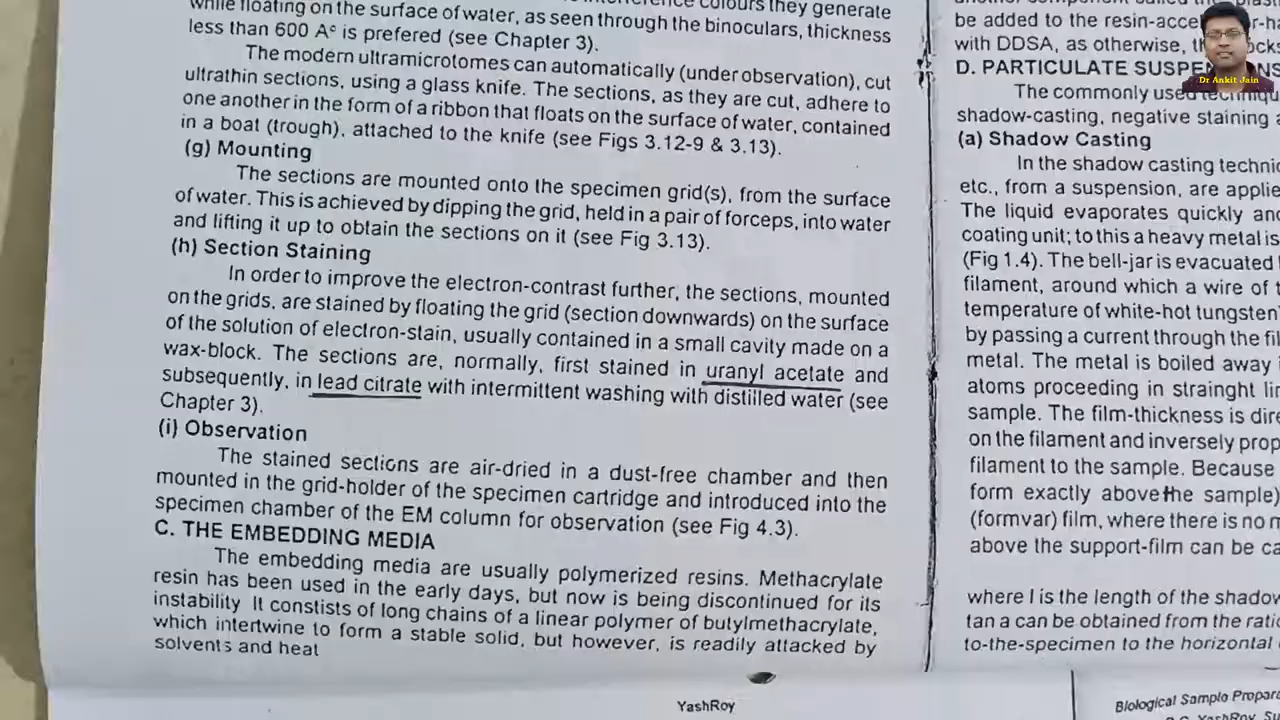 while floating on the surface of water, as seen through the binoculars, thickness
less than 600 A° is prefered (see Chapter 3).
The modern ultramicrotomes can automatically (under observation), cut
ultrathin sections, using a glass knife. The sections, as they are cut, adhere to
one another in the form of a ribbon that floats on the surface of water, contained
in a boat (trough), attached to the knife (see Figs 3.12-9 & 3.13).
(g) Mounting
The sections are mounted onto the specimen grid(s), from the surface
of water. This is achieved by dipping the grid, held in a pair of forceps, into water
and lifting it up to obtain the sections on it (see Fig 3.13).
(h) Section Staining
In order to improve the electron-contrast further, the sections, mounted
on the grids, are stained by floating the grid (section downwards) on the surface
of the solution of electron-stain, usually contained in a small cavity made on a
wax-block. The sections are, normally, first stained in uranyl acetate and
subsequently, in lead citrate with intermittent washing with distilled water (see
Chapter 3).
(i) Observation
The stained sections are air-dried in a dust-free chamber and then
mounted in the grid-holder of the specimen cartridge and introduced into the
specimen chamber of the EM column for observation (see Fig 4.3).
C. THE EMBEDDING MEDIA
The embedding media are usually polymerized resins. Methacrylate
resin has been used in the early days, but now is being discontinued for its
instability It consists of long chains of a linear polymer of butylmethacrylate,
which intertwine to form a stable solid, but however, is readily attacked by
solvents and heat
YashRoy
be added to the resin-acce
with DDSA, as otherwise,
D. PARTICULATE
The commonly used
shadow-casting, negative staining
(a) Shadow Casting
In the shadow casting
etc., from a suspension, are
The liquid evaporates quickly and
coating unit; to this a heavy metal is
(Fig 1.4). The bell-jar is evacuated
filament, around which a wire of
temperature of white-hot tungsten
by passing a current through the
metal. The metal is boiled away
atoms proceeding in strainght
sample. The film-thickness is
on the filament and inversely
filament to the sample. Because
form exactly above the sample)
(formvar) film, where there is no
above the support-film can be
where l is the length of the shadow
tan a can be obtained from the
to-the-specimen to the horizontal
Biological Samplo
Dr Ankit Jain